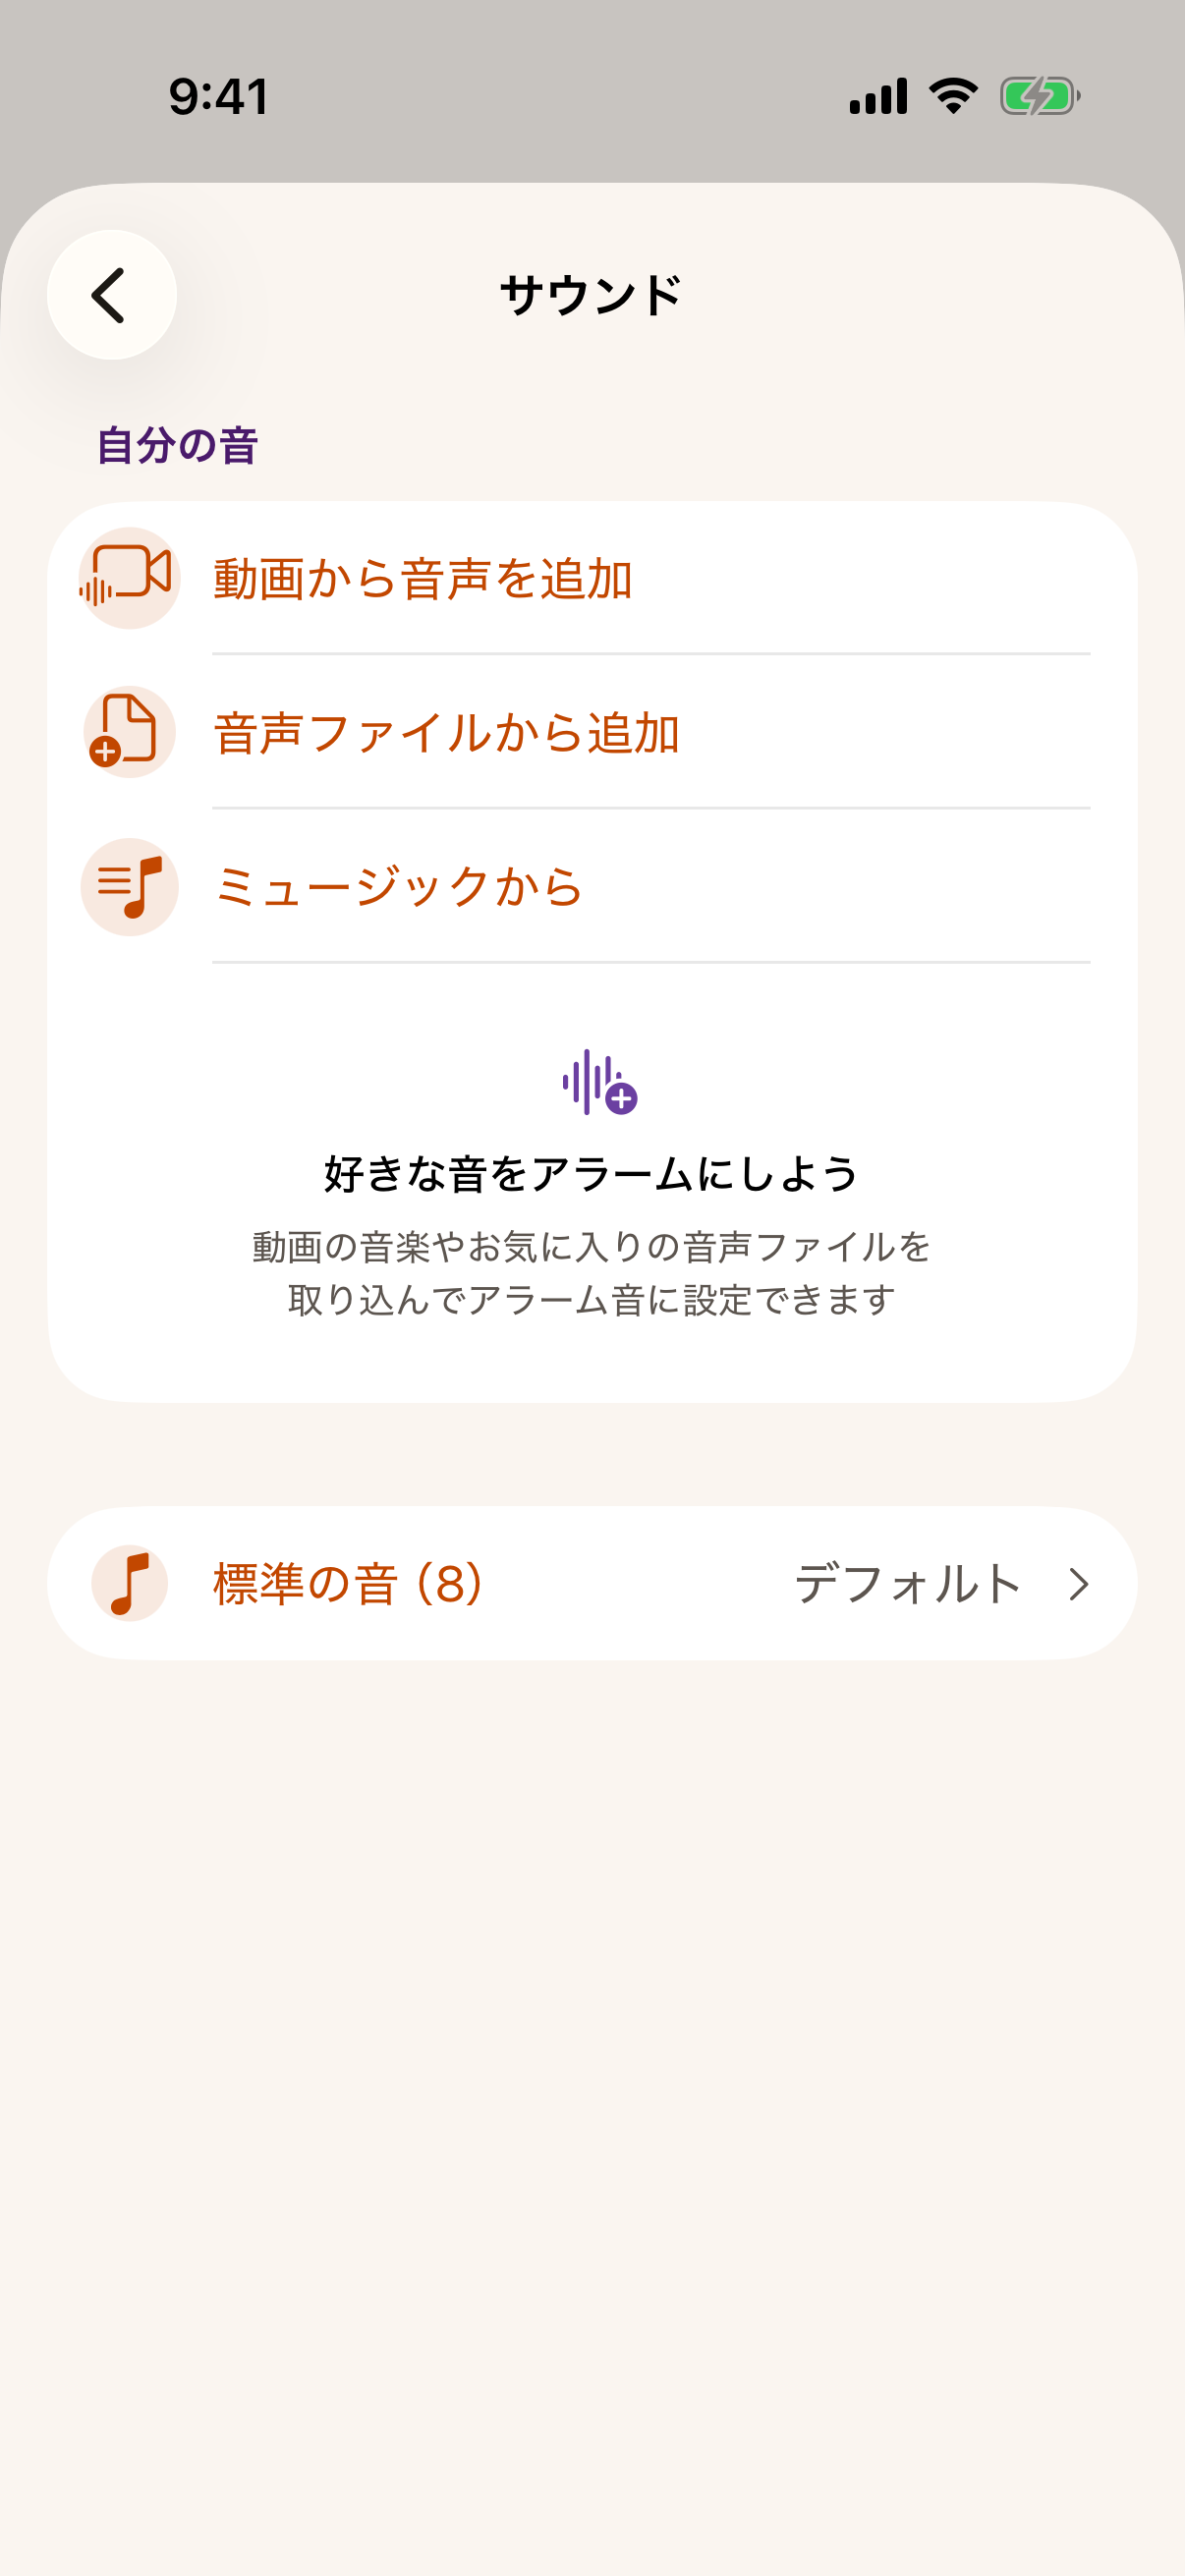 9:41
サウンド
自分の音
動画から音声を追加
音声ファイルから追加
ミュージックから
好きな音をアラームにしよう
動画の音楽やお気に入りの音声ファイルを
取り込んでアラーム音に設定できます
標準の音（8） デフォルト